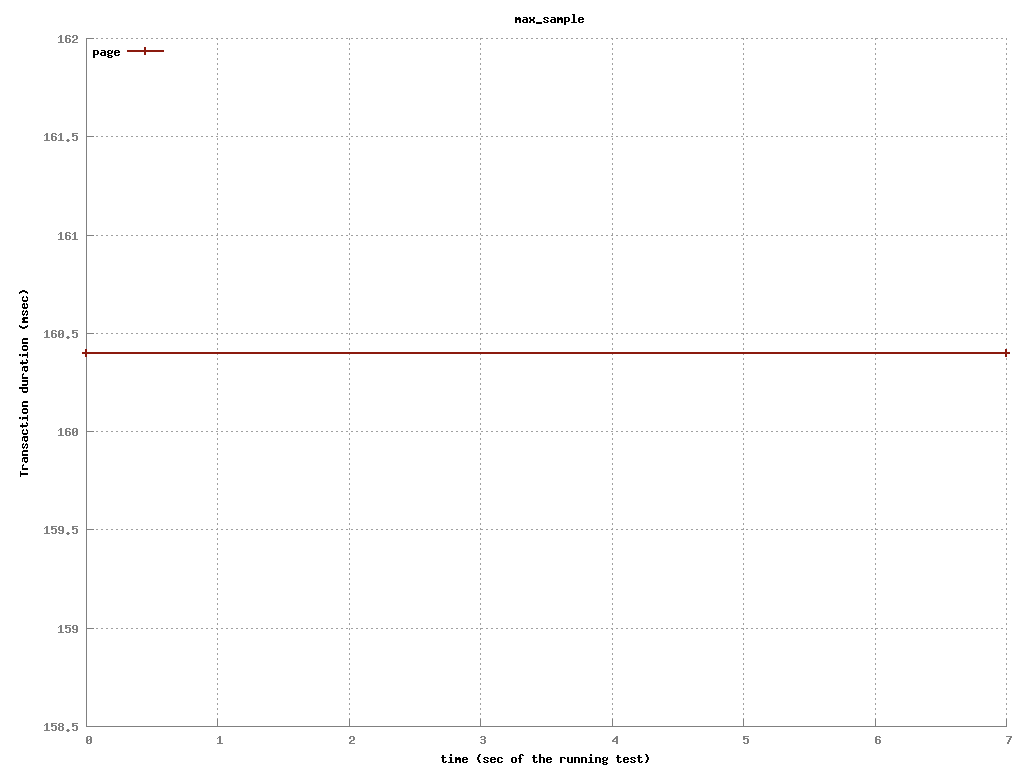 max_sample
162
page
161.5
161
160.5
160
159.5
159
158.5
Transaction duration (msec)
0 1 2 3 4 5 6 7
time (sec of the running test)